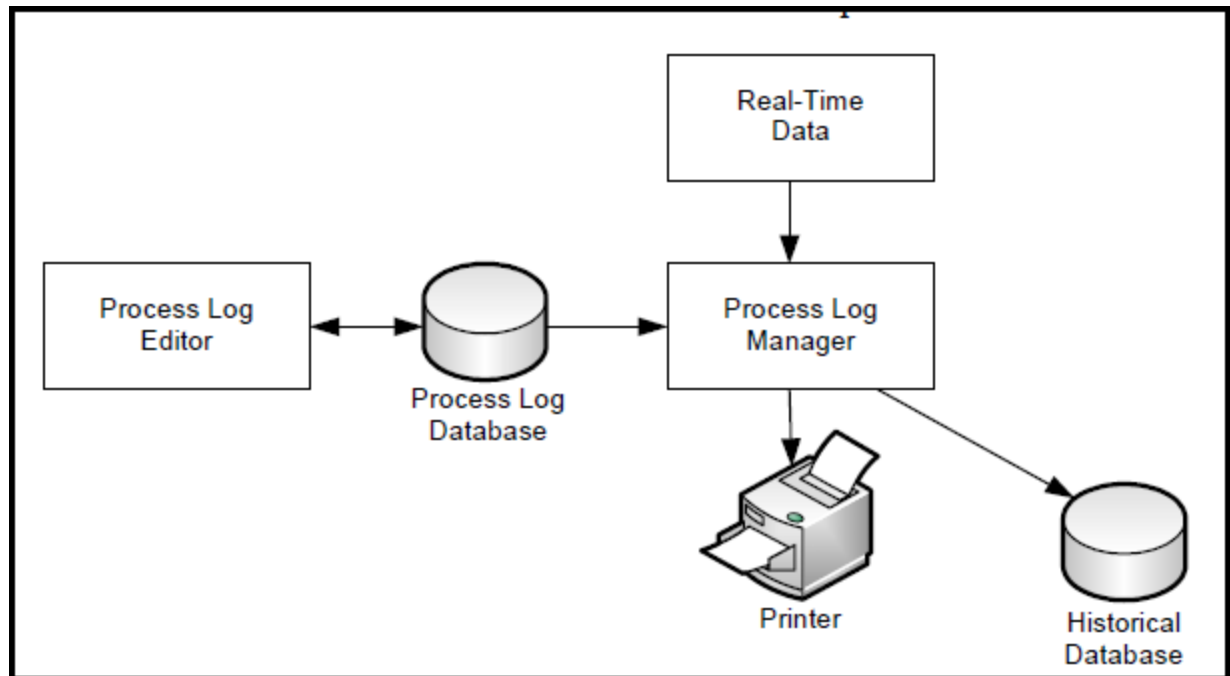 Real-Time
Data
Process Log
Editor
Process Log
Manager
Process Log
Database
Printer
Historical
Database